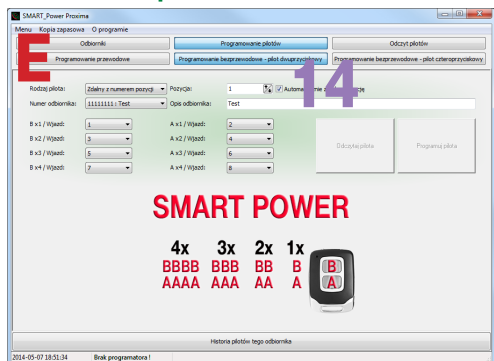 SMART_Power Proxima
Menu Kopia zapasowa O programie
E
Odbiorniki Programowanie pilotów Odczyt pilotów
Programowanie przewodowe Programowanie bezprzewodowe - pilot dwuprzyciskowy Programowanie bezprzewodowe - pilot czteroprzyciskowy
14
Rodzaj pilota: Zdalny z numerem pozycji Pozycja: 1
Numer odbiornika: 11111111 : Test Opis odbiornika: Test
B x1 / Wjazd: 1 A x1 / Wjazd: 2
B x2 / Wjazd: 3 A x2 / Wjazd: 4
B x3 / Wjazd: 5 A x3 / Wjazd: 6
B x4 / Wjazd: 7 A x4 / Wjazd: 8
Odczytaj pilota Programuj pilota
SMART POWER
4x 3x 2x 1x
BBBB BBB BB B B
AAAA AAA AA A A
Historia pilotów tego odbiornika
2014-05-07 18:51:34 Brak programatora !